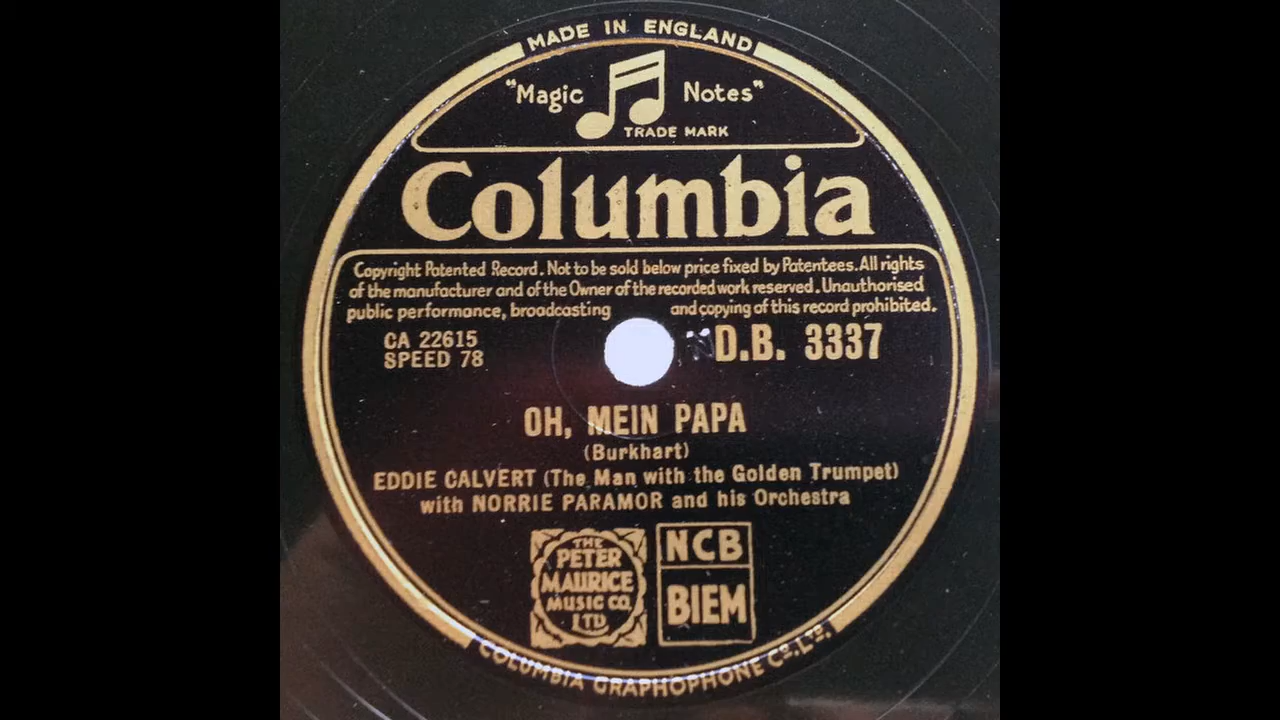 MADE IN ENGLAND
"Magic Notes"
TRADE MARK
Columbia
Copyright Patented Record. Not to be sold below price fixed by Patentees. All rights
of the manufacturer and of the Owner of the recorded work reserved. Unauthorised
public performance, broadcasting and copying of this record prohibited.
CA 22615
SPEED 78
D.B. 3337
OH, MEIN PAPA
(Burkhart)
EDDIE CALVERT (The Man with the Golden Trumpet)
with NORRIE PARAMOR and his Orchestra
THE
PETER
MAURICE
MUSIC CO.
LTD
NCB
BIEM
COLUMBIA GRAPHOPHONE Co. LTD.